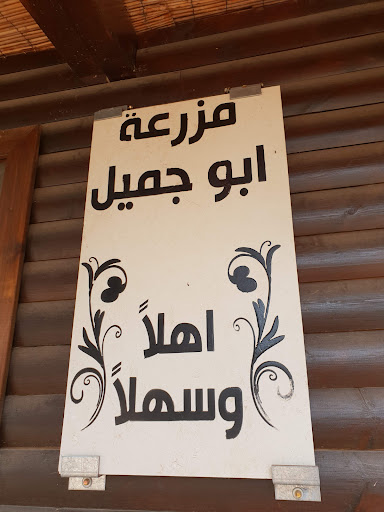 مزرعة
ابو جميل
اهلاً
وسهلاً